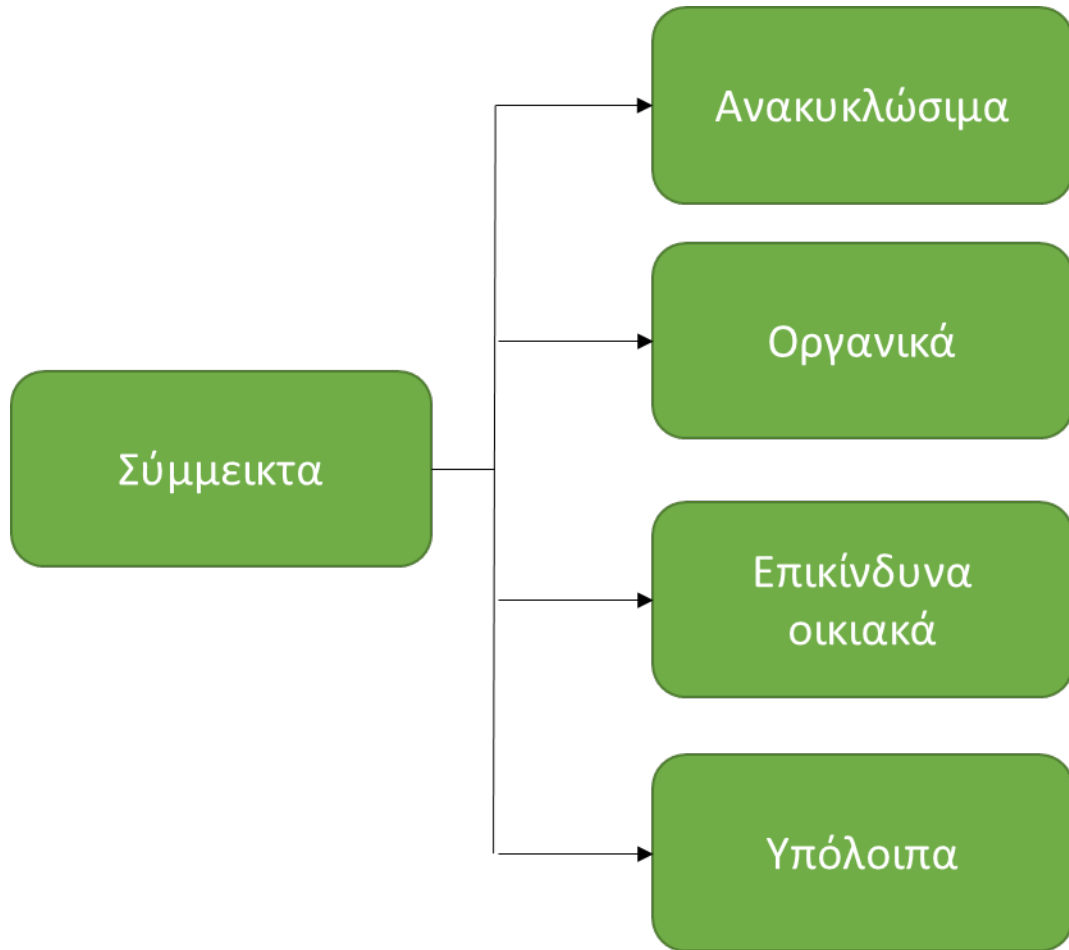 Ανακυκλώσιμα
Οργανικά
Σύμμεικτα
Επικίνδυνα
οικιακά
Υπόλοιπα